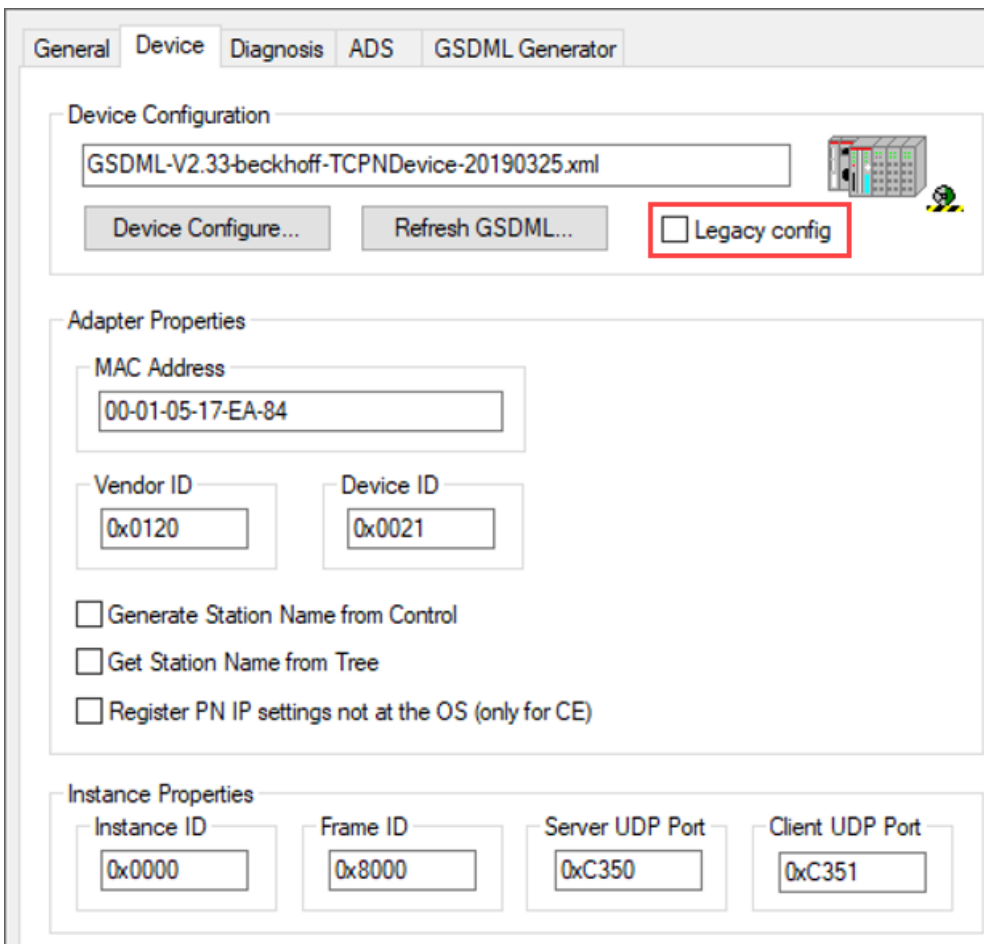 General Device Diagnosis ADS GSDML Generator
Device Configuration
GSDML-V2.33-beckhoff-TCPNDevice-20190325.xml
Device Configure... Refresh GSDML... Legacy config
Adapter Properties
MAC Address
00-01-05-17-EA-84
Vendor ID Device ID
0x0120 0x0021
Generate Station Name from Control
Get Station Name from Tree
Register PN IP settings not at the OS (only for CE)
Instance Properties
Instance ID Frame ID Server UDP Port Client UDP Port
0x0000 0x8000 0xC350 0xC351